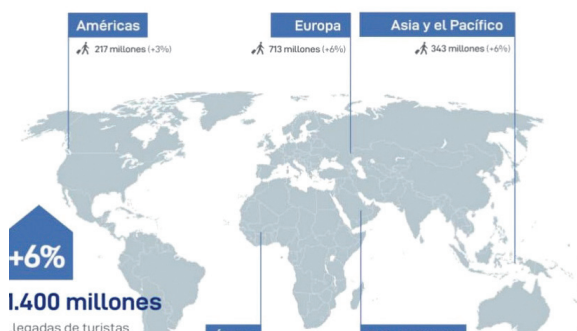 Américas
217 millones (+3%)
Europa
713 millones (+6%)
Asia y el Pacífico
343 millones (+6%)
+6%
1.400 millones
de turistas